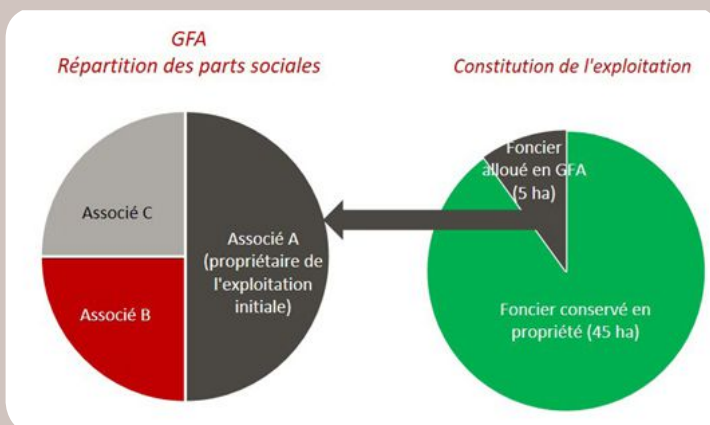 GFA
Répartition des parts sociales
Constitution de l'exploitation
Associé C
Associé B
Associé A
(propriétaire de
l'exploitation
initiale)
Foncier
alloué en GFA
(5 ha)
Foncier conservé en
propriété (45 ha)